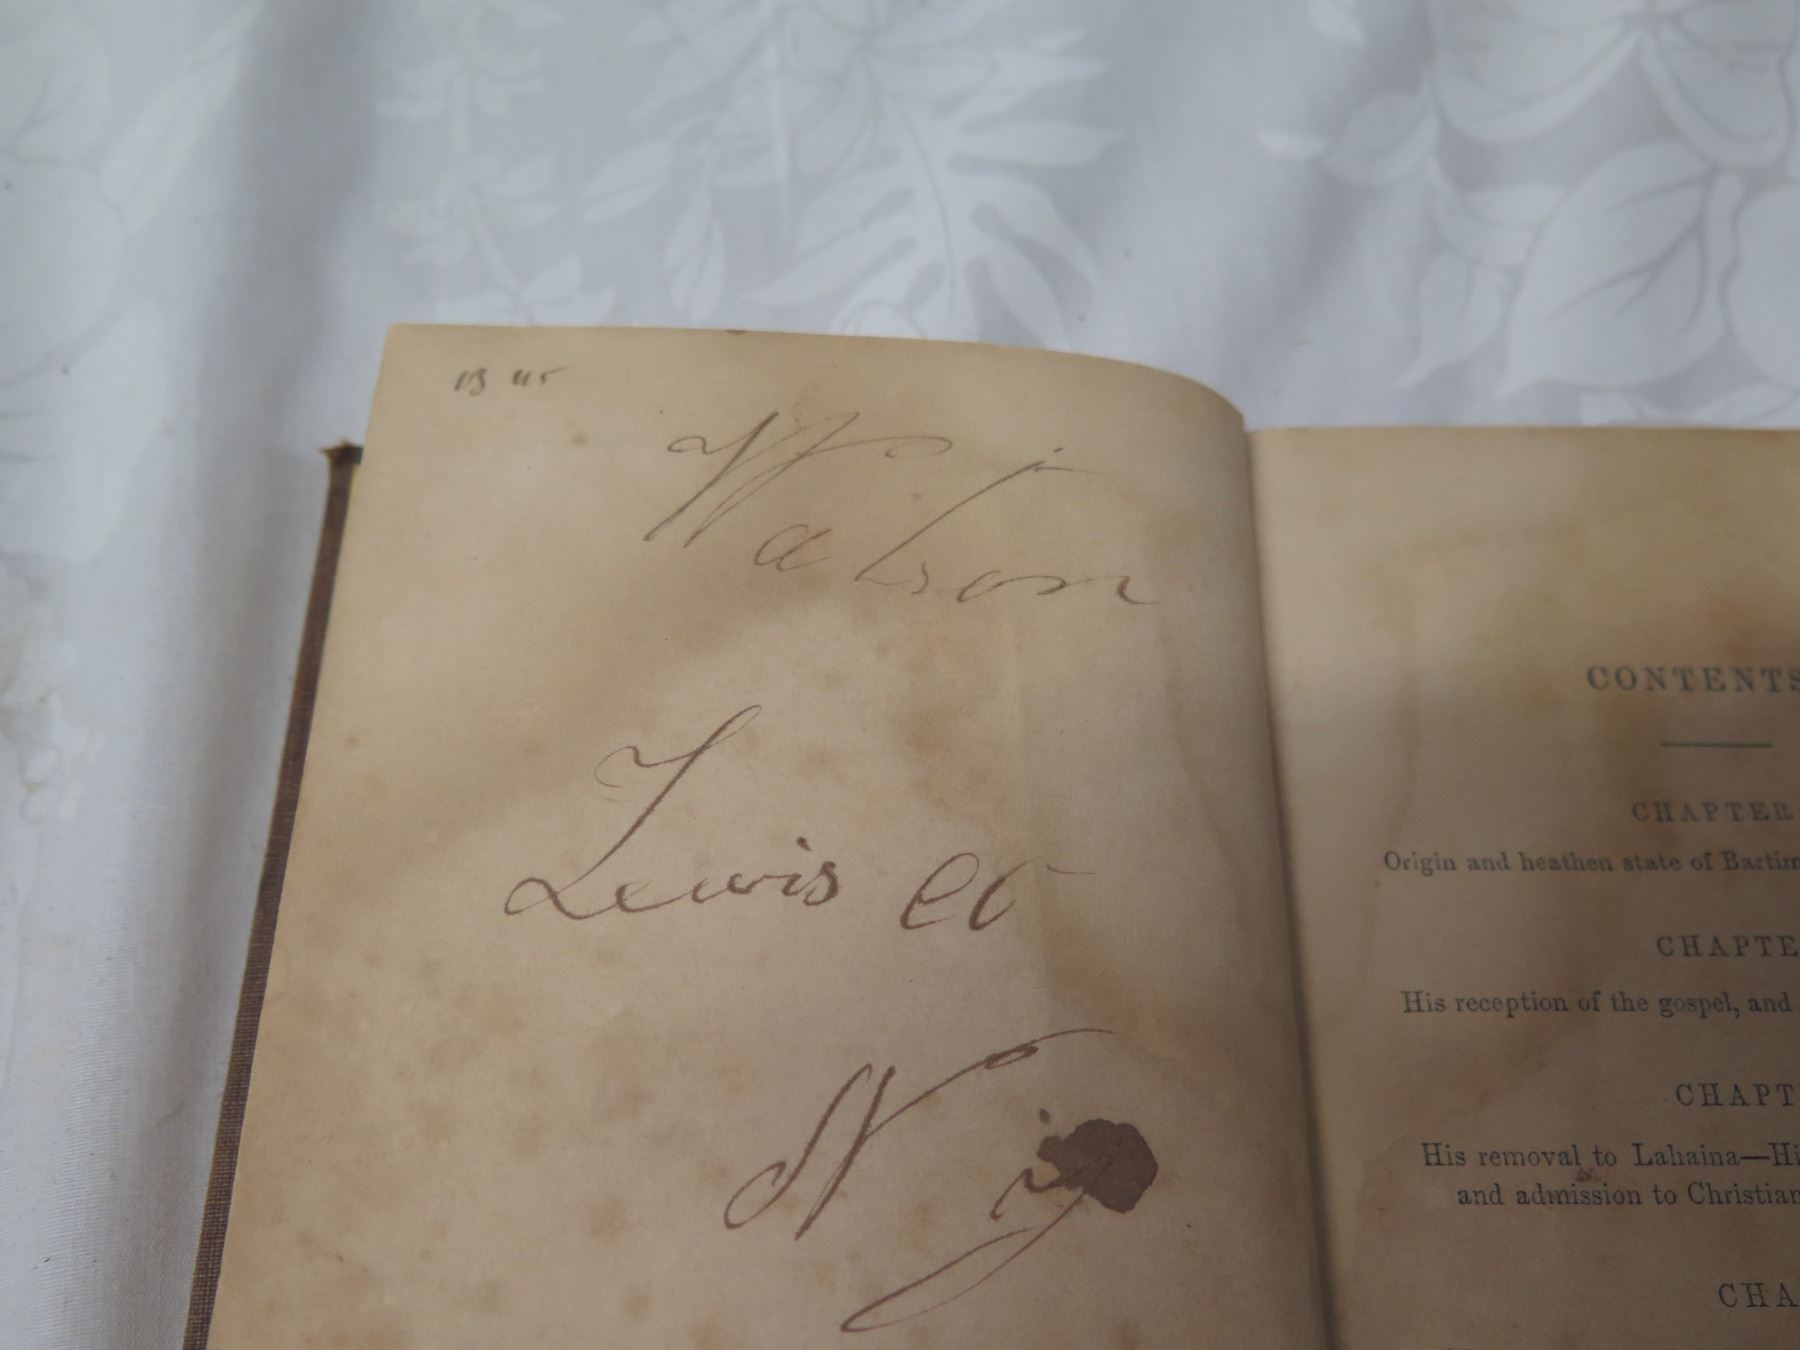 Watson
Lewis co
N y
CONTENTS
CHAPTER
Origin and heathen state of Bartim
CHAPTE
His reception of the gospel, and
CHAPT
His removal to Lahaina—Hi
and admission to Christian
CHA